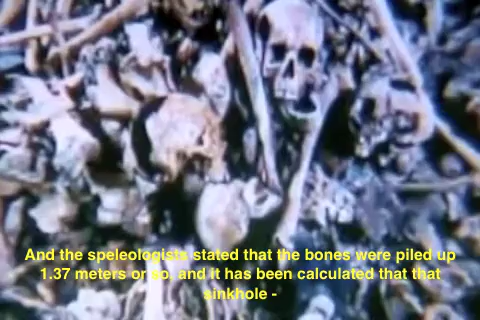 And the speleologists stated that the bones were piled up
1.37 meters or so, and it has been calculated that that
sinkhole -